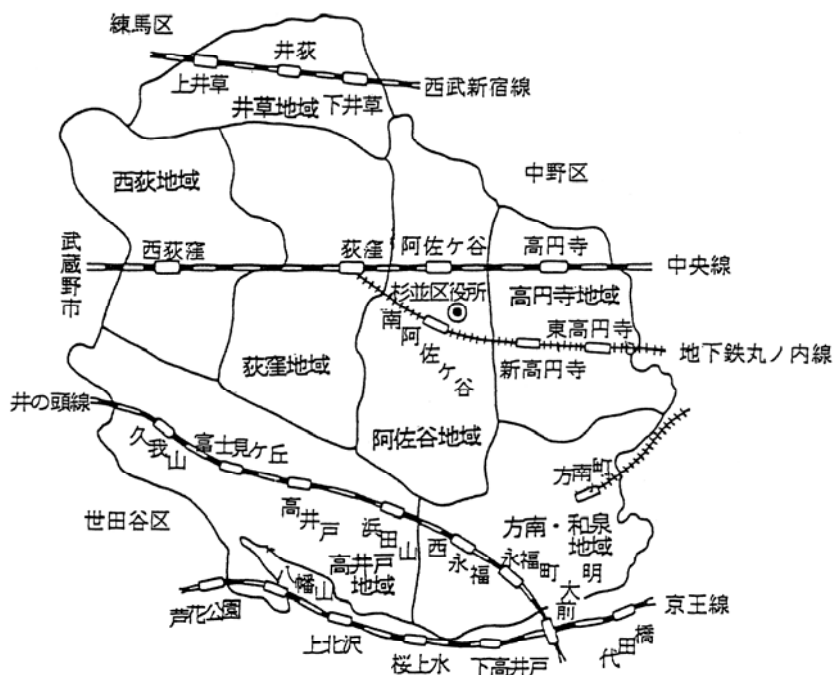 練馬区
井荻
上井草
下井草
西武新宿線
井草地域
中野区
西荻地域
武蔵野市
西荻窪
荻窪
阿佐ケ谷
高円寺
中央線
杉並区役所
高円寺地域
南阿佐ケ谷
東高円寺
新高円寺
地下鉄丸ノ内線
荻窪地域
井の頭線
阿佐谷地域
久我山
富士見ケ丘
方南町
高井戸
浜田山
西永福
永福町
明大前
方南・和泉
地域
世田谷区
高井戸
地域
八幡山
芦花公園
上北沢
桜上水
下高井戸
代田橋
京王線